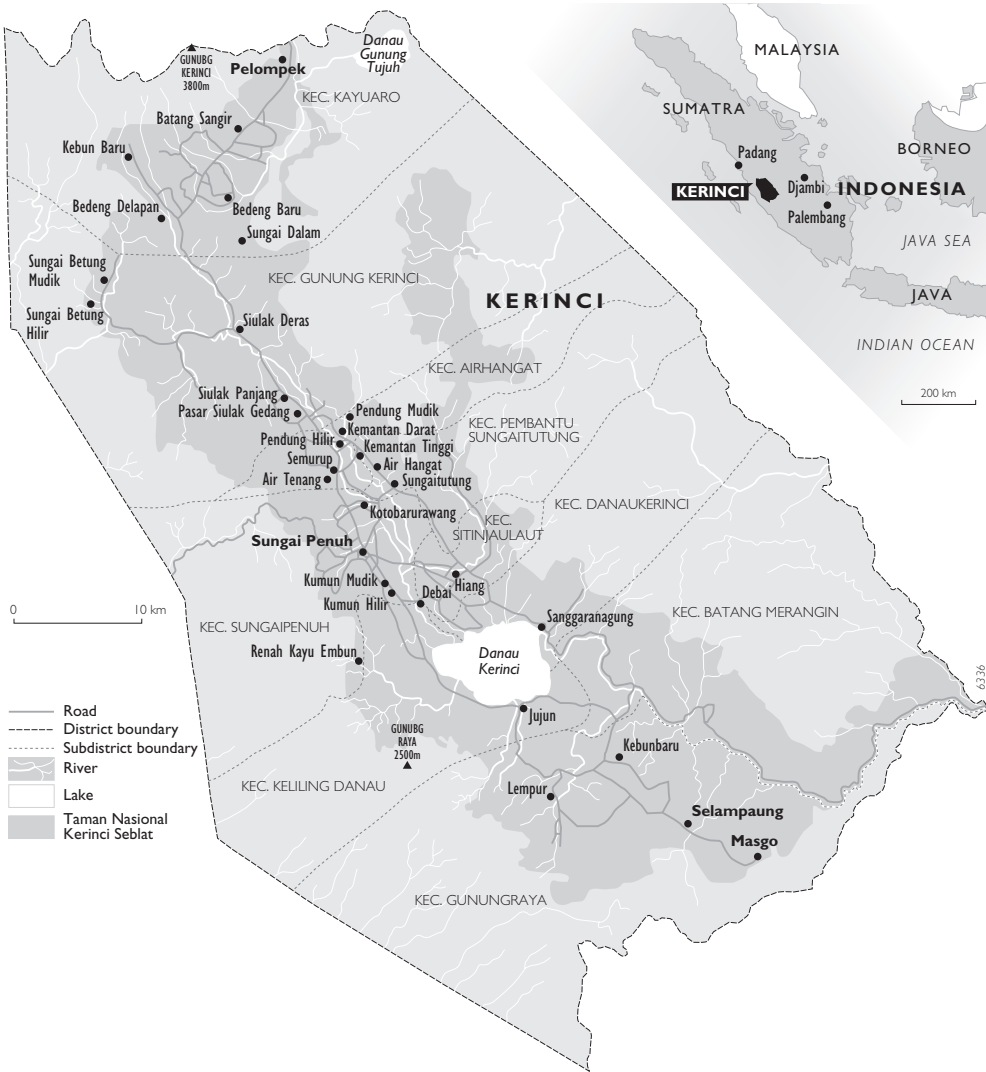 Danau
Gunung
Tujuh
GUNUBG
KERINCI
3800m
Pelompek
KEC. KAYUARO
Batang Sangir
Kebun Baru
Bedeng Delapan
Bedeng Baru
Sungai Dalam
Sungai Betung
Mudik
KEC. GUNUNG KERINCI
Sungai Betung
Hilir
KERINCI
Siulak Deras
KEC. AIRHANGAT
Siulak Panjang
Pasar Siulak Gedang
Pendung Mudik
Kemantan Darat
KEC. PEMBANTU
SUNGAITUTUNG
Pendung Hilir
Kemantan Tinggi
Semurup
Air Hangat
Air Tenang
Sungaitutung
Kotobarurawang
KEC. DANAUKERINCI
KEC.
SITINJAULAUT
Sungai Penuh
Kumun Mudik
Hiang
Kumun Hilir
Debai
Sanggaranagung
KEC. BATANG MERANGIN
KEC. SUNGAIPENUH
Renah Kayu Embun
Danau
Kerinci
Jujun
GUNUBG
RAYA
2500m
Kebunbaru
KEC. KELILING DANAU
Lempur
Selampaung
Masgo
KEC. GUNUNGRAYA
0 10 km
Road
District boundary
Subdistrict boundary
River
Lake
Taman Nasional
Kerinci Seblat
MALAYSIA
SUMATRA
BORNEO
Padang
KERINCI
Djambi
INDONESIA
Palembang
JAVA SEA
JAVA
INDIAN OCEAN
200 km
6336